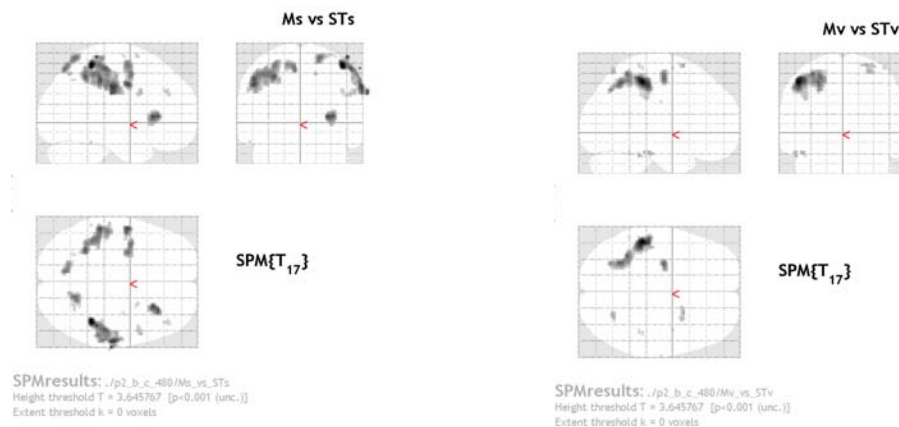 Ms vs STs
SPM{T17}
SPMresults: ./p2_b_c_480/Ms_vs_STs
Height threshold T = 3.645767 [p<0.001 (unc.)]
Extent threshold k = 0 voxels
Mv vs STv
SPM{T17}
SPMresults: ./p2_b_c_480/Mv_vs_STv
Height threshold T = 3.645767 [p<0.001 (unc.)]
Extent threshold k = 0 voxels